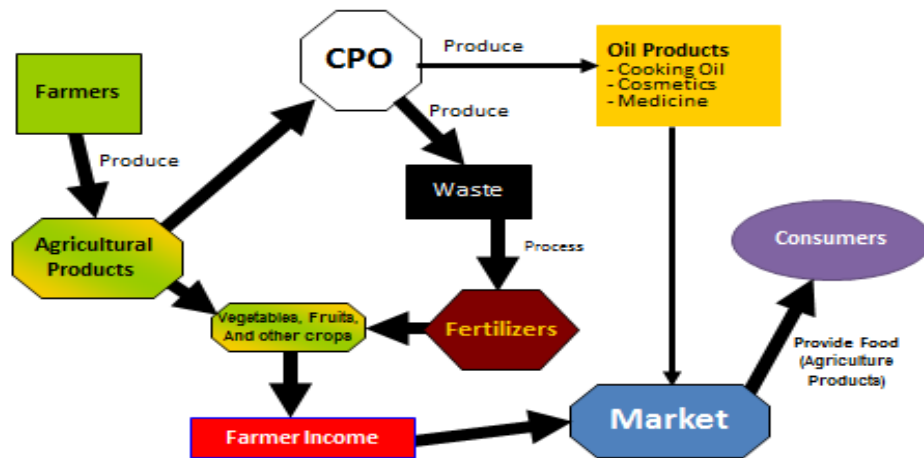 Farmers
Produce
Agricultural
Products
CPO
Produce
Produce
Oil Products
- Cooking Oil
- Cosmetics
- Medicine
Waste
Process
Fertilizers
Vegetables, Fruits,
And other crops
Farmer Income
Market
Provide Food
(Agriculture
Products)
Consumers